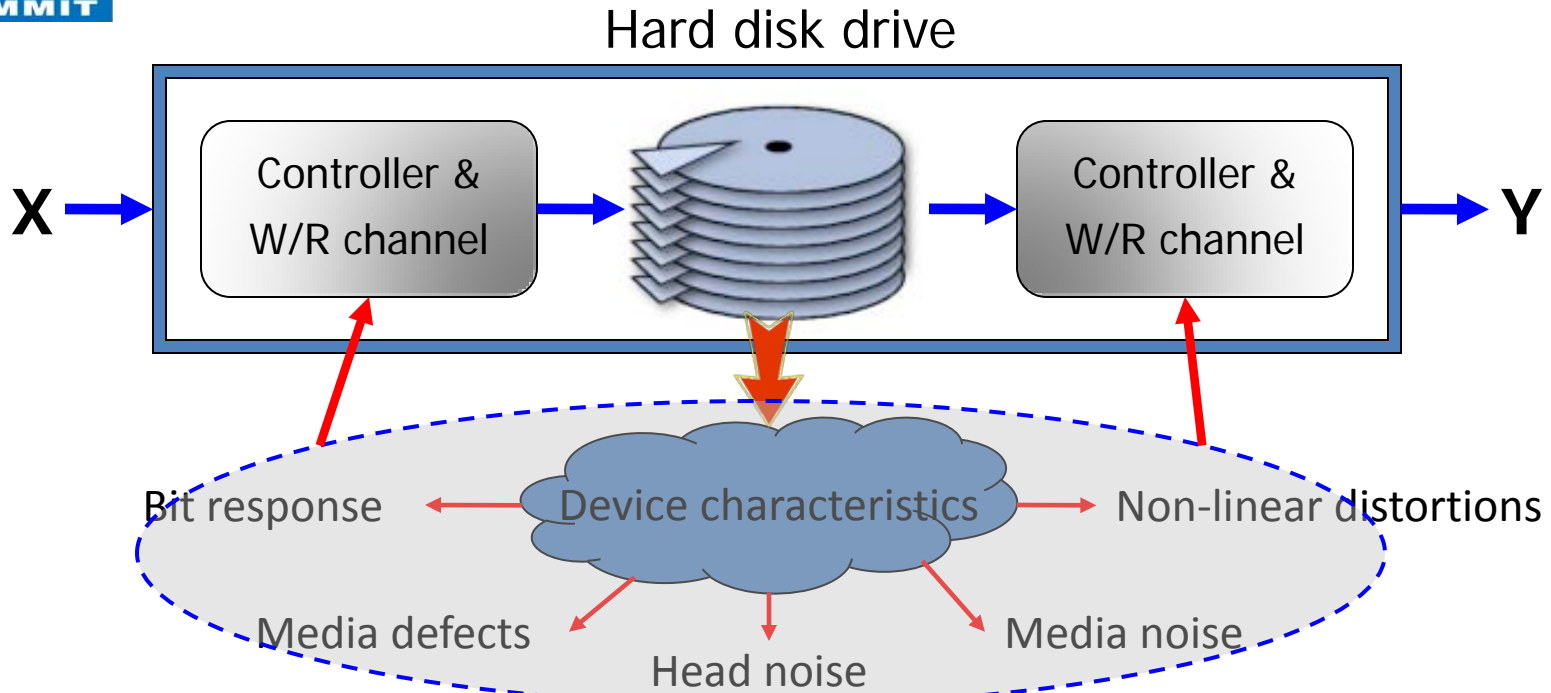 Hard disk drive
Controller &
W/R channel
Controller &
W/R channel
X
Y
Bit response
Device characteristics
Non-linear distortions
Media defects
Media noise
Head noise